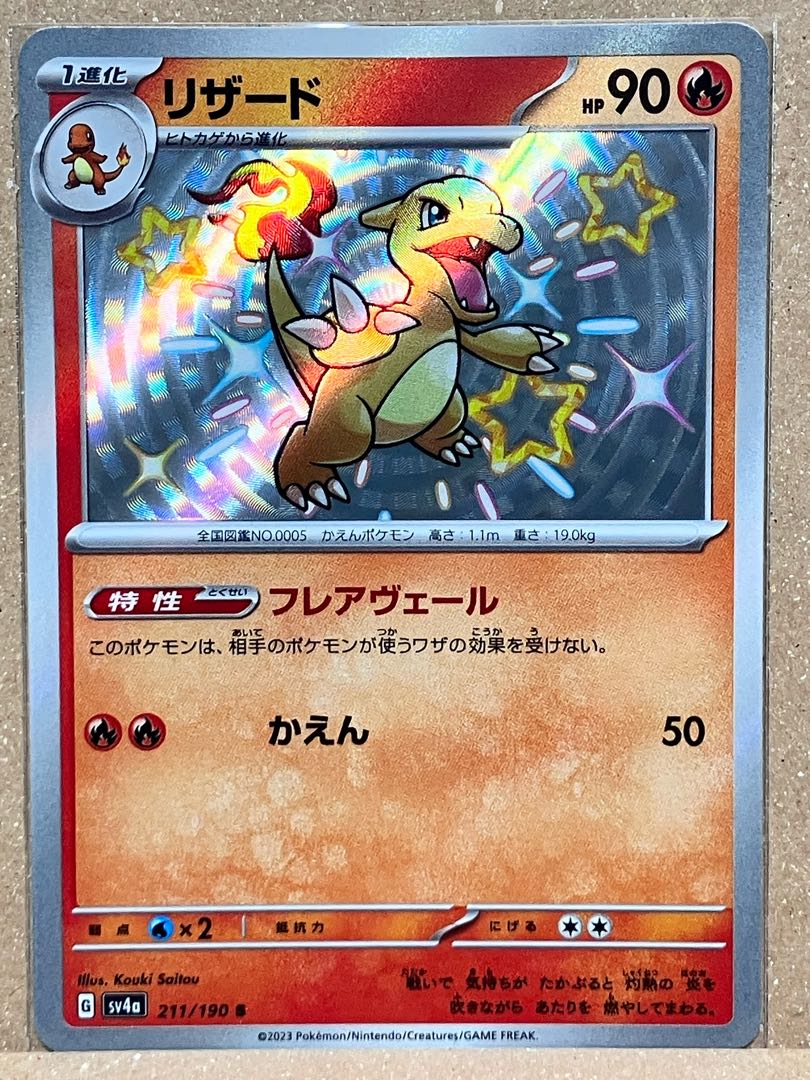 1進化
リザード
HP 90
ヒトカゲから進化
全国図鑑NO.0005 かえんポケモン 高さ:1.1m 重さ:19.0kg
特性 とくせい フレアヴェール
このポケモンは、相手のポケモンが使うワザの効果を受けない。
かえん 50
弱点 ×2 抵抗力 にげる
Illus. Kouki Saitou
戦いで 気持ちが たかぶると 灼熱の 炎を
吹きながら あたりを 燃やしてまわる。
G sv4a 211/190 S
©2023 Pokémon/Nintendo/Creatures/GAME FREAK.